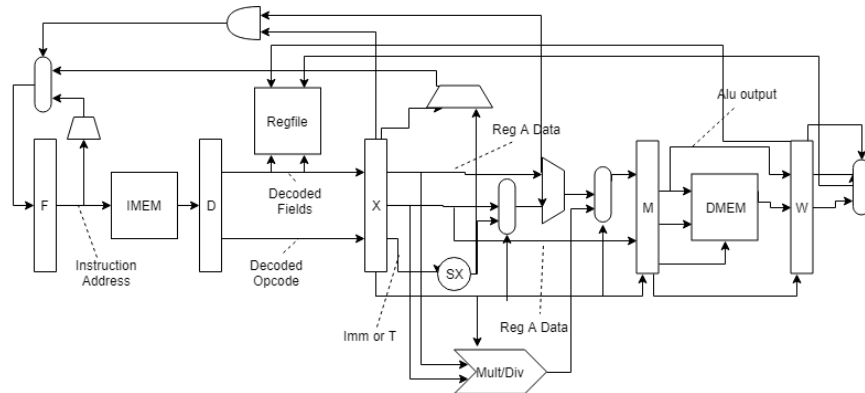 Alu output
Regfile
Reg A Data
F
IMEM
D
Decoded
Fields
X
M
DMEM
W
Instruction
Address
Decoded
Opcode
SX
Imm or T
Reg A Data
Mult/Div